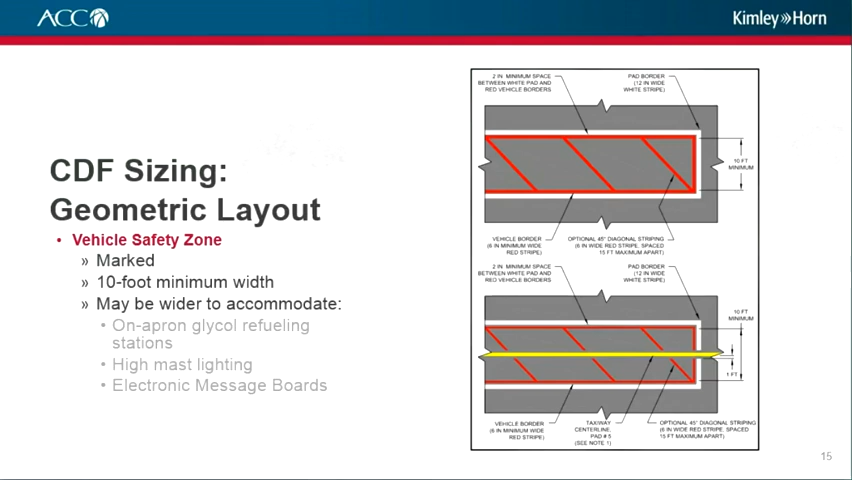 ACC
Kimley»Horn
CDF Sizing:
Geometric Layout
• Vehicle Safety Zone
» Marked
» 10-foot minimum width
» May be wider to accommodate:
• On-apron glycol refueling
stations
• High mast lighting
• Electronic Message Boards
2 IN MINIMUM SPACE
BETWEEN WHITE PAD AND
RED VEHICLE BORDERS
PAD BORDER
(12 IN WIDE
WHITE STRIPE)
10 FT
MINIMUM
VEHICLE BORDER
(6 IN MINIMUM WIDE
RED STRIPE)
OPTIONAL 45° DIAGONAL STRIPING
(6 IN WIDE RED STRIPE, SPACED
15 FT MAXIMUM APART)
2 IN MINIMUM SPACE
BETWEEN WHITE PAD AND
RED VEHICLE BORDERS
PAD BORDER
(12 IN WIDE
WHITE STRIPE)
10 FT
MINIMUM
1 FT
VEHICLE BORDER
(6 IN MINIMUM WIDE
RED STRIPE)
TAXIWAY
CENTERLINE,
PAD # 5
(SEE NOTE 1)
OPTIONAL 45° DIAGONAL STRIPING
(6 IN WIDE RED STRIPE, SPACED
15 FT MAXIMUM APART)
15